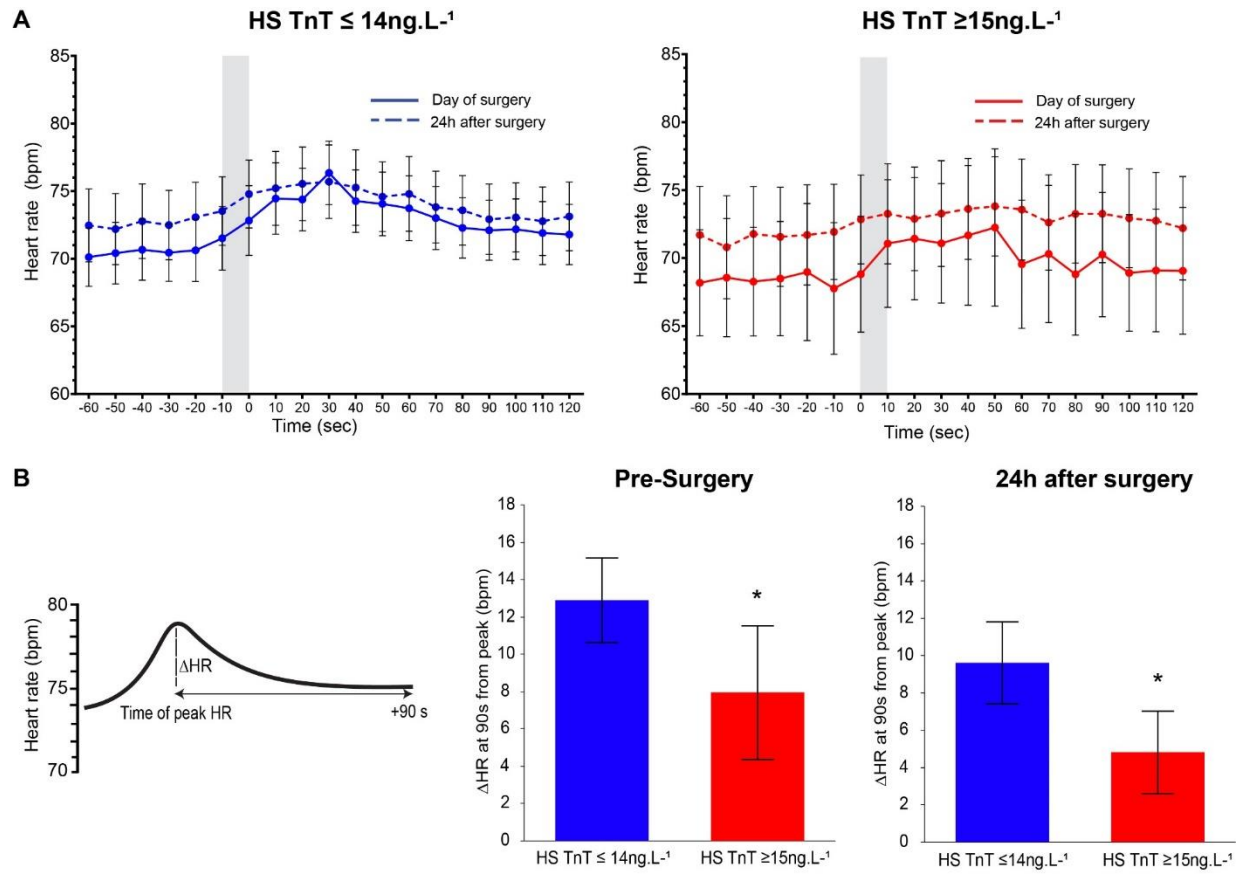 A
HS TnT ≤ 14ng.L-¹
HS TnT ≥15ng.L-¹
85
80
75
70
65
60
Heart rate (bpm)
Day of surgery
24h after surgery
-60 -50 -40 -30 -20 -10 0 10 20 30 40 50 60 70 80 90 100 110 120
Time (sec)
85
80
75
70
65
60
Heart rate (bpm)
Day of surgery
24h after surgery
-60 -50 -40 -30 -20 -10 0 10 20 30 40 50 60 70 80 90 100 110 120
Time (sec)
B
80
75
70
Heart rate (bpm)
ΔHR
Time of peak HR
+90 s
Pre-Surgery
18
16
14
12
10
8
6
4
2
0
ΔHR at 90s from peak (bpm)
*
HS TnT ≤ 14ng.L-¹
HS TnT ≥15ng.L-¹
24h after surgery
18
16
14
12
10
8
6
4
2
0
ΔHR at 90s from peak (bpm)
*
HS TnT ≤14ng.L-¹
HS TnT ≥15ng.L-¹